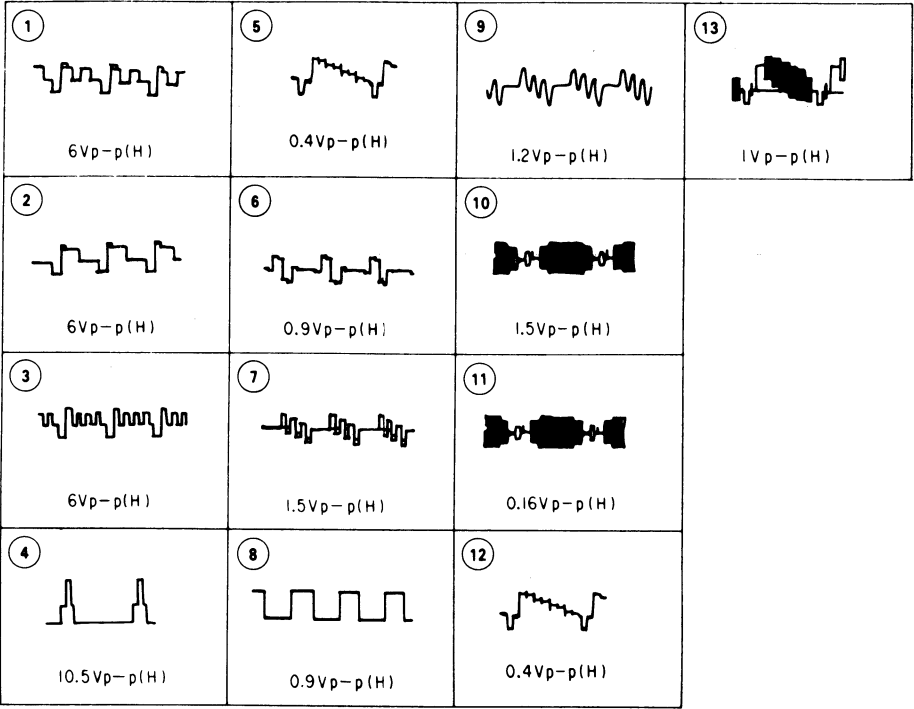 1 5 9 13
6Vp-p(H) 0.4Vp-p(H) 1.2Vp-p(H) 1Vp-p(H)
2 6 10
6Vp-p(H) 0.9Vp-p(H) 1.5Vp-p(H)
3 7 11
6Vp-p(H) 1.5Vp-p(H) 0.16Vp-p(H)
4 8 12
10.5Vp-p(H) 0.9Vp-p(H) 0.4Vp-p(H)